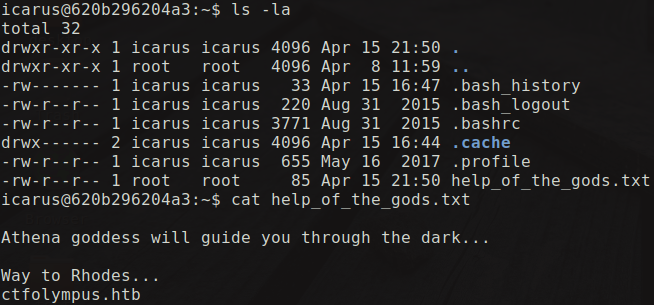 icarus@620b296204a3:~$ ls -la
total 32
drwxr-xr-x 1 icarus icarus 4096 Apr 15 21:50 .
drwxr-xr-x 1 root   root   4096 Apr  8 11:59 ..
-rw------- 1 icarus icarus   33 Apr 15 16:47 .bash_history
-rw-r--r-- 1 icarus icarus  220 Aug 31  2015 .bash_logout
-rw-r--r-- 1 icarus icarus 3771 Aug 31  2015 .bashrc
drwx------ 2 icarus icarus 4096 Apr 15 16:44 .cache
-rw-r--r-- 1 icarus icarus  655 May 16  2017 .profile
-rw-r--r-- 1 root   root     85 Apr 15 21:50 help_of_the_gods.txt
icarus@620b296204a3:~$ cat help_of_the_gods.txt
Athena goddess will guide you through the dark...
Way to Rhodes...
ctfolympus.htb